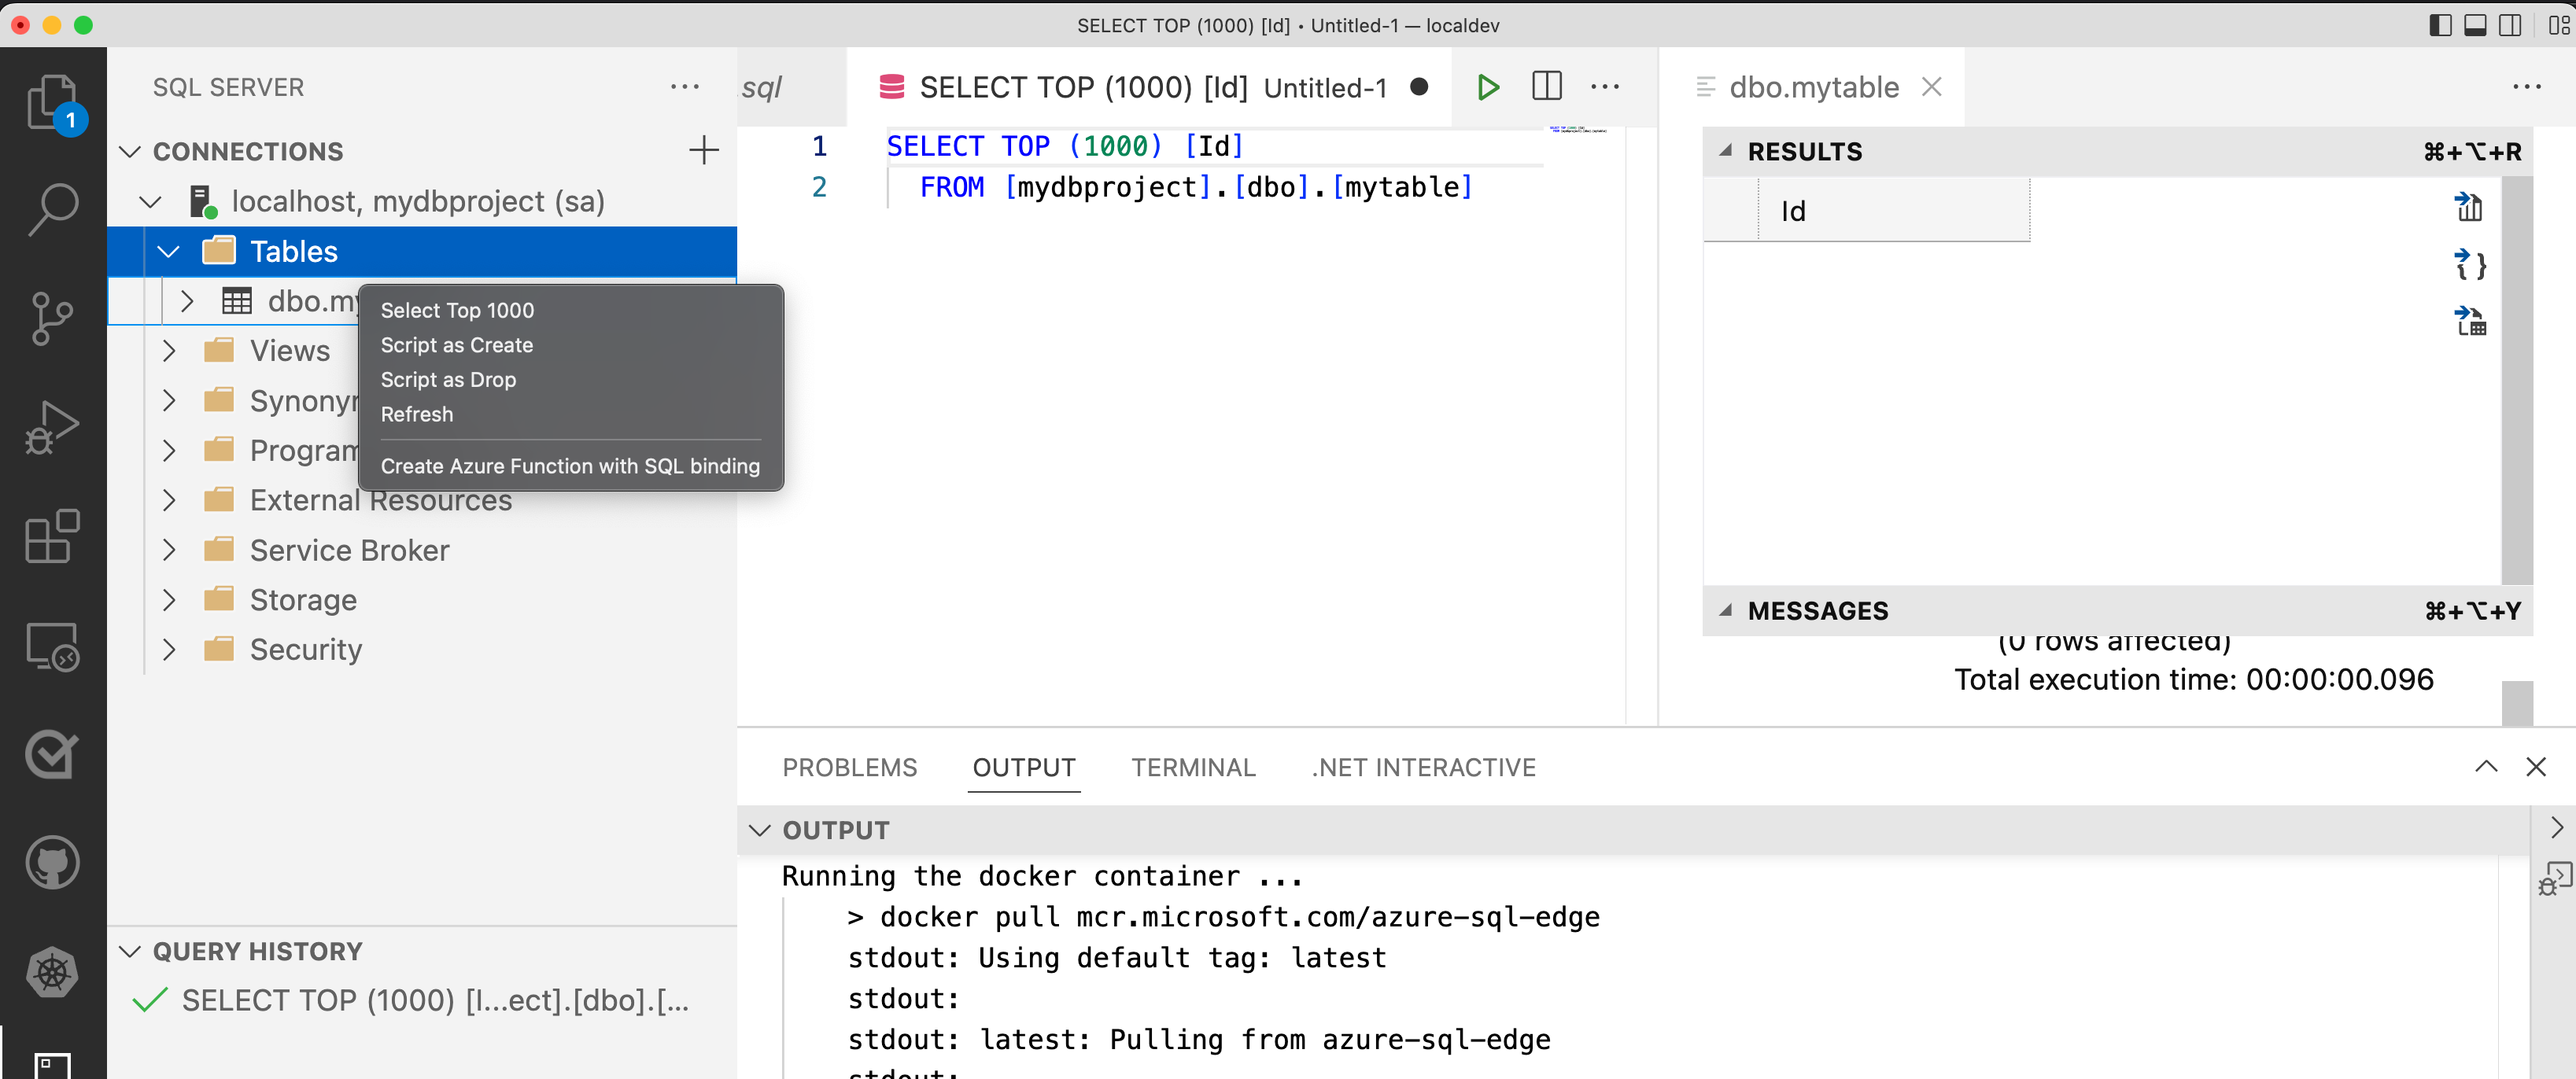 SELECT TOP (1000) [Id] • Untitled-1 — localdev
1
SQL SERVER
CONNECTIONS
localhost, mydbproject (sa)
Tables
dbo.my
Select Top 1000
Script as Create
Script as Drop
Refresh
Create Azure Function with SQL binding
Views
Synonyr
Program
External Resources
Service Broker
Storage
Security
QUERY HISTORY
SELECT TOP (1000) [I...ect].[dbo].[...
.sql
SELECT TOP (1000) [Id] Untitled-1
1 SELECT TOP (1000) [Id]
2 FROM [mydbproject].[dbo].[mytable]
dbo.mytable
RESULTS ⌘+⌥+R
Id
MESSAGES ⌘+⌥+Y
(0 rows affected)
Total execution time: 00:00:00.096
PROBLEMS OUTPUT TERMINAL .NET INTERACTIVE
OUTPUT
Running the docker container ...
> docker pull mcr.microsoft.com/azure-sql-edge
stdout: Using default tag: latest
stdout:
stdout: latest: Pulling from azure-sql-edge
stdout: